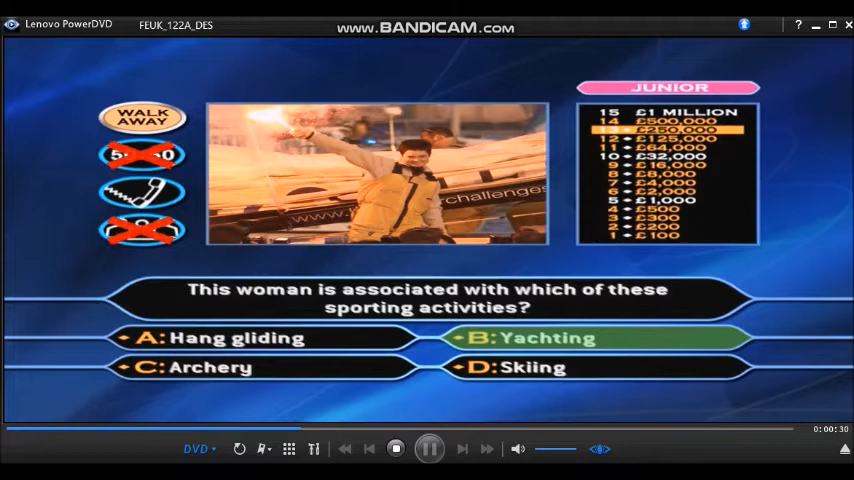 Lenovo PowerDVD
FEUK_122A_DES
www.BANDICAM.com
?
JUNIOR
WALK
AWAY
15 £1 MILLION
14 £500,000
13 £250,000
12 £125,000
11 £64,000
10 £32,000
9 £16,000
8 £8,000
7 £4,000
6 £2,000
5 £1,000
4 £500
3 £300
2 £200
1 £100
challenges
This woman is associated with which of these
sporting activities?
A: Hang gliding
B: Yachting
C: Archery
D: Skiing
0:00:30
DVD